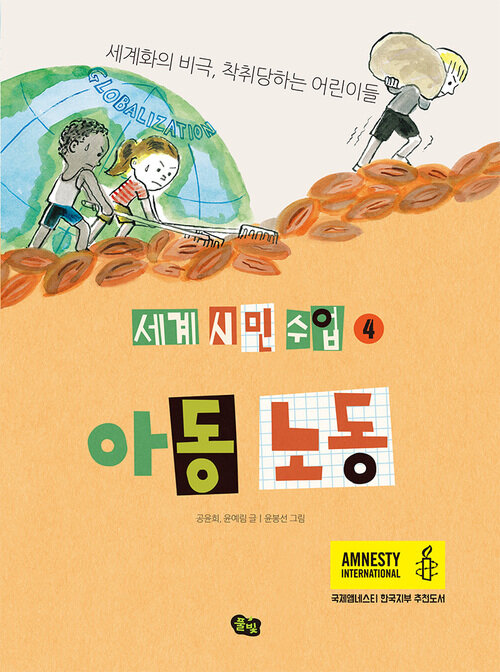 세계화의 비극, 착취당하는 어린이들
GLOBALIZATION
세계 시민 수업 4
아동 노동
공윤희, 윤예림 글 | 윤봉선 그림
AMNESTY
INTERNATIONAL
국제앰네스티 한국지부 추천도서
풀빛